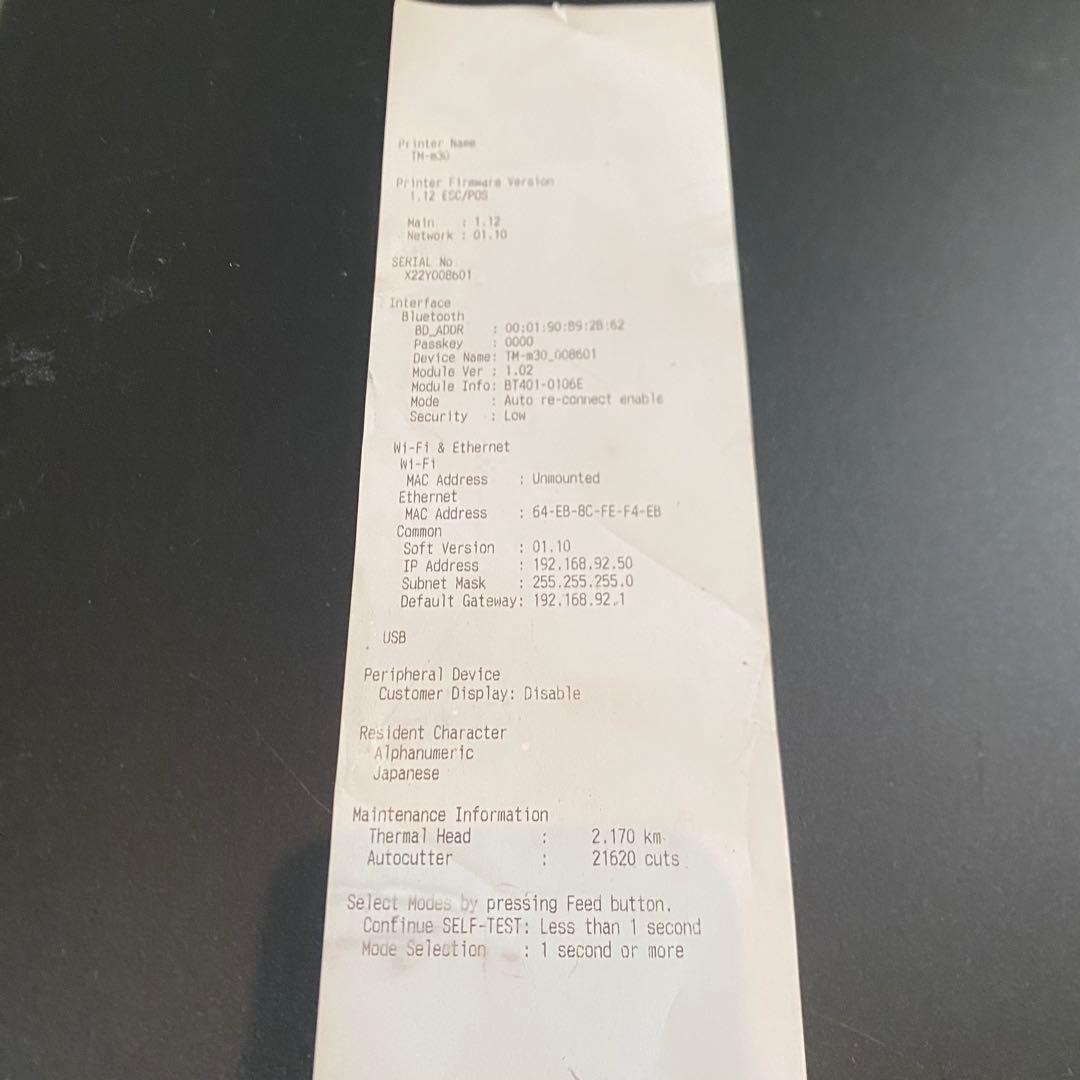 Printer Name
TM-m30
Printer Firmware Version
1.12 ESC/POS
Main : 1.12
Network : 01.10
SERIAL No.
X22Y008601
Interface
Bluetooth
BD_ADDR : 00:01:90:B9:2B:62
Passkey : 0000
Device Name: TM-m30_008601
Module Ver : 1.02
Module Info: BT401-0106E
Mode : Auto re-connect enable
Security : Low
Wi-Fi & Ethernet
Wi-Fi
MAC Address : Unmounted
Ethernet
MAC Address : 64-EB-8C-FE-F4-EB
Common
Soft Version : 01.10
IP Address : 192.168.92.50
Subnet Mask : 255.255.255.0
Default Gateway: 192.168.92.1
USB
Peripheral Device
Customer Display: Disable
Resident Character
Alphanumeric
Japanese
Maintenance Information
Thermal Head : 2.170 km
Autocutter : 21620 cuts
Select Modes by pressing Feed button.
Continue SELF-TEST: Less than 1 second
Mode Selection : 1 second or more